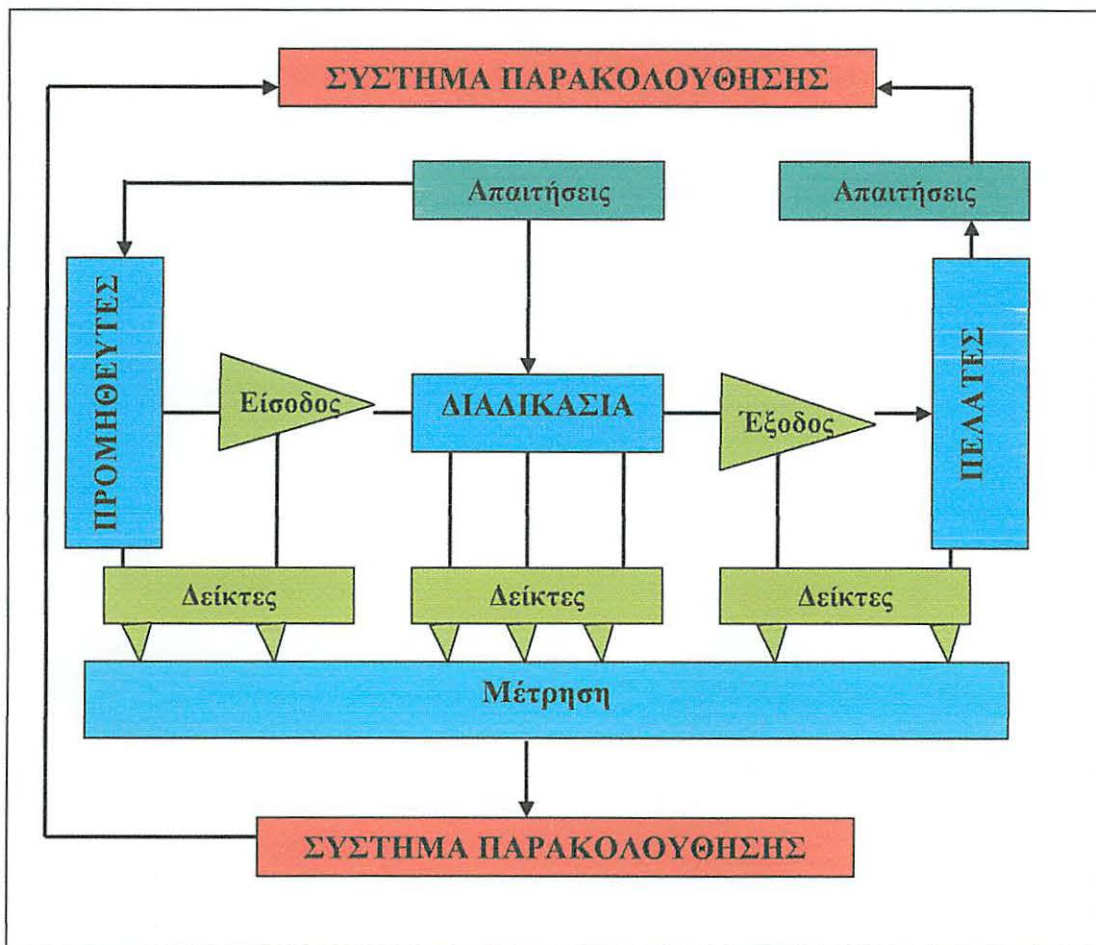 ΣΥΣΤΗΜΑ ΠΑΡΑΚΟΛΟΥΘΗΣΗΣ
Απαιτήσεις
Απαιτήσεις
ΠΡΟΜΗΘΕΥΤΕΣ
Είσοδος
ΔΙΑΔΙΚΑΣΙΑ
Έξοδος
ΠΕΛΑΤΕΣ
Δείκτες
Δείκτες
Δείκτες
Μέτρηση
ΣΥΣΤΗΜΑ ΠΑΡΑΚΟΛΟΥΘΗΣΗΣ